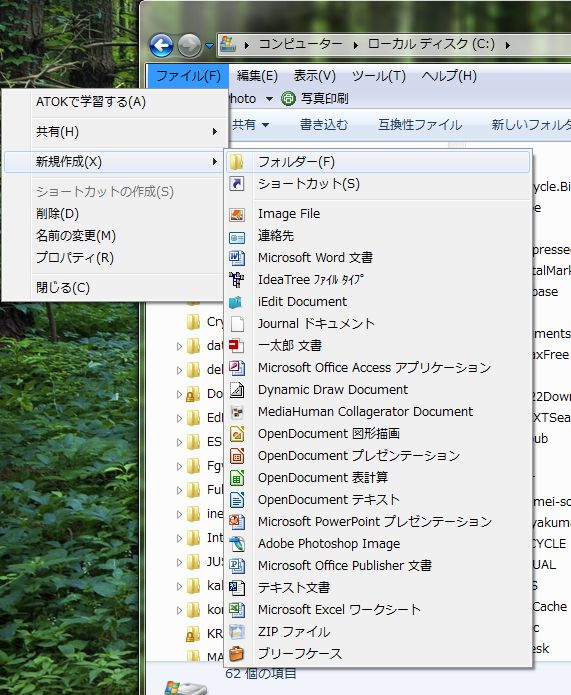 コンピューター ▸ ローカル ディスク (C:) ▸
ファイル(F) 編集(E) 表示(V) ツール(T) ヘルプ(H)
hoto 写真印刷
共有 書き込む 互換性ファイル 新しいフォルダ
ATOKで学習する(A)
共有(H)
新規作成(X)
ショートカットの作成(S)
削除(D)
名前の変更(M)
プロパティ(R)
閉じる(C)
フォルダー(F)
ショートカット(S)
Image File
連絡先
Microsoft Word 文書
IdeaTree ﾌｧｲﾙ ﾀｲﾌﾟ
iEdit Document
Journal ドキュメント
一太郎 文書
Microsoft Office Access アプリケーション
Dynamic Draw Document
MediaHuman Collagerator Document
OpenDocument 図形描画
OpenDocument プレゼンテーション
OpenDocument 表計算
OpenDocument テキスト
Microsoft PowerPoint プレゼンテーション
Adobe Photoshop Image
Microsoft Office Publisher 文書
テキスト文書
Microsoft Excel ワークシート
ZIP ファイル
ブリーフケース
Cry
dat
del
Do
Edi
ES
Fg
Ful
ine
Int
JUS
kal
kor
KR
MA
ycle.Bi
pressed
talMark
base
uments
axFree
22Down
XTSea
ub
mei-so
yakum
CYCLE
UAL
S
Cache
c
desk
62 個の項目